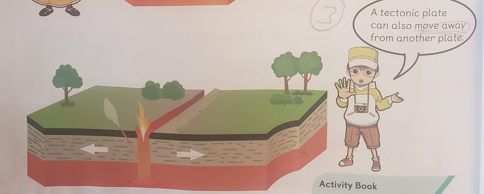 3
A tectonic plate
can also move away
from another plate.
Activity Book